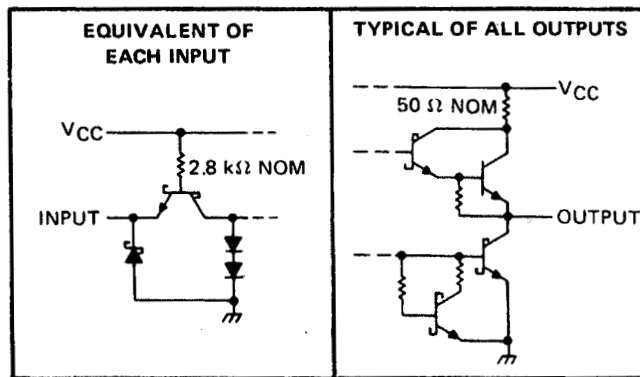 EQUIVALENT OF
EACH INPUT
VCC
2.8 kΩ NOM
INPUT
TYPICAL OF ALL OUTPUTS
VCC
50 Ω NOM
OUTPUT